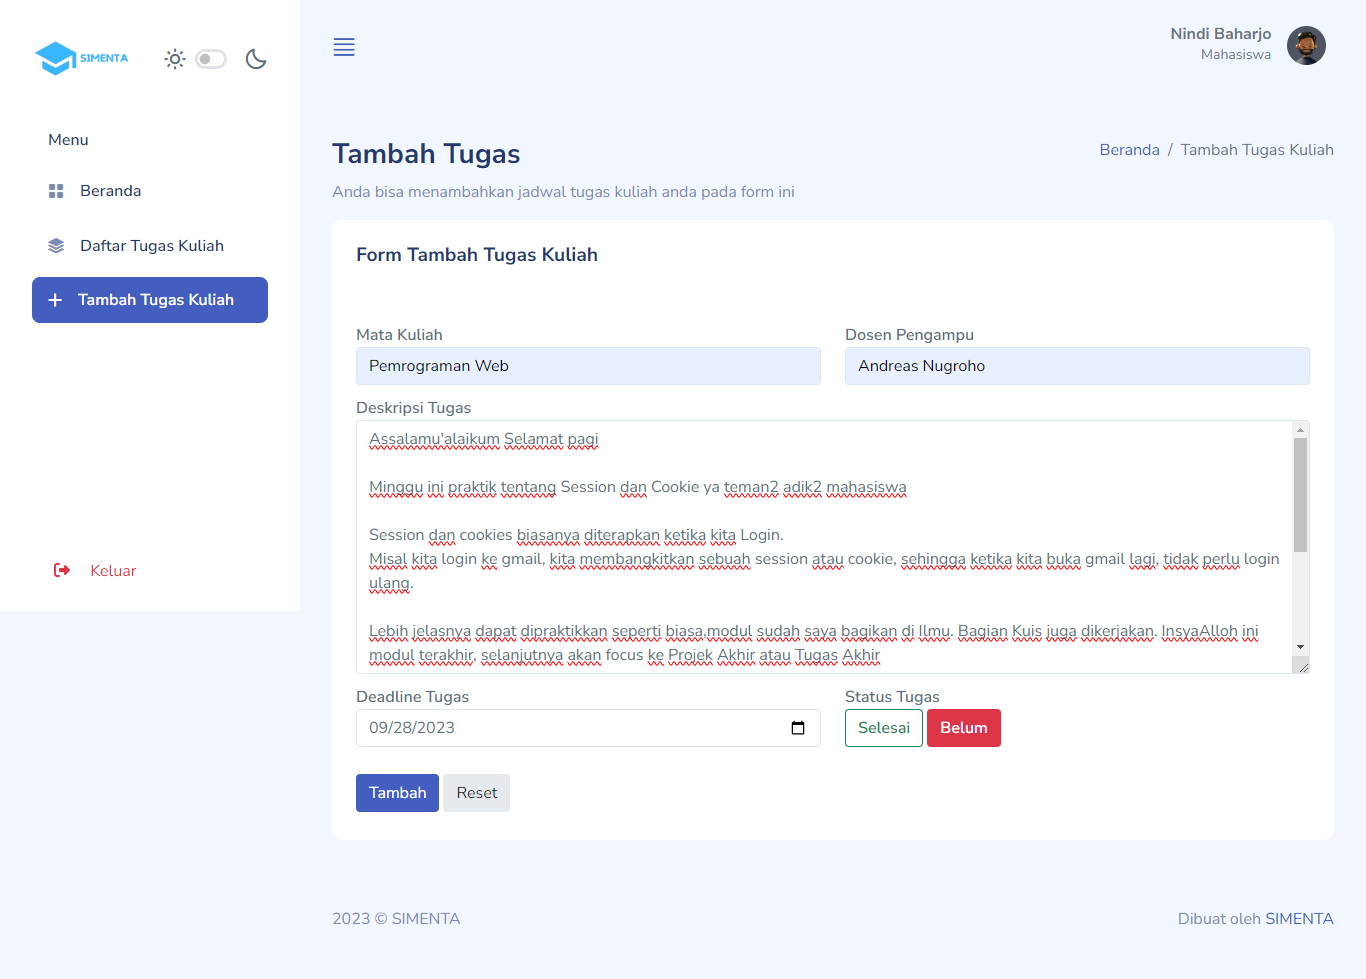 SIMENTA
Nindi Baharjo
Mahasiswa
Menu
Beranda
Daftar Tugas Kuliah
Tambah Tugas Kuliah
Keluar
Tambah Tugas
Beranda / Tambah Tugas Kuliah
Anda bisa menambahkan jadwal tugas kuliah anda pada form ini
Form Tambah Tugas Kuliah
Mata Kuliah
Pemrograman Web
Dosen Pengampu
Andreas Nugroho
Deskripsi Tugas
Assalamu'alaikum Selamat pagi
Minggu ini praktik tentang Session dan Cookie ya teman2 adik2 mahasiswa
Session dan cookies biasanya diterapkan ketika kita Login.
Misal kita login ke gmail, kita membangkitkan sebuah session atau cookie, sehingga ketika kita buka gmail lagi, tidak perlu login
ulang.
Lebih jelasnya dapat dipraktikkan seperti biasa,modul sudah saya bagikan di Ilmu. Bagian Kuis juga dikerjakan. InsyaAlloh ini
modul terakhir, selanjutnya akan focus ke Projek Akhir atau Tugas Akhir
Deadline Tugas
09/28/2023
Status Tugas
Selesai Belum
Tambah Reset
2023 © SIMENTA
Dibuat oleh SIMENTA